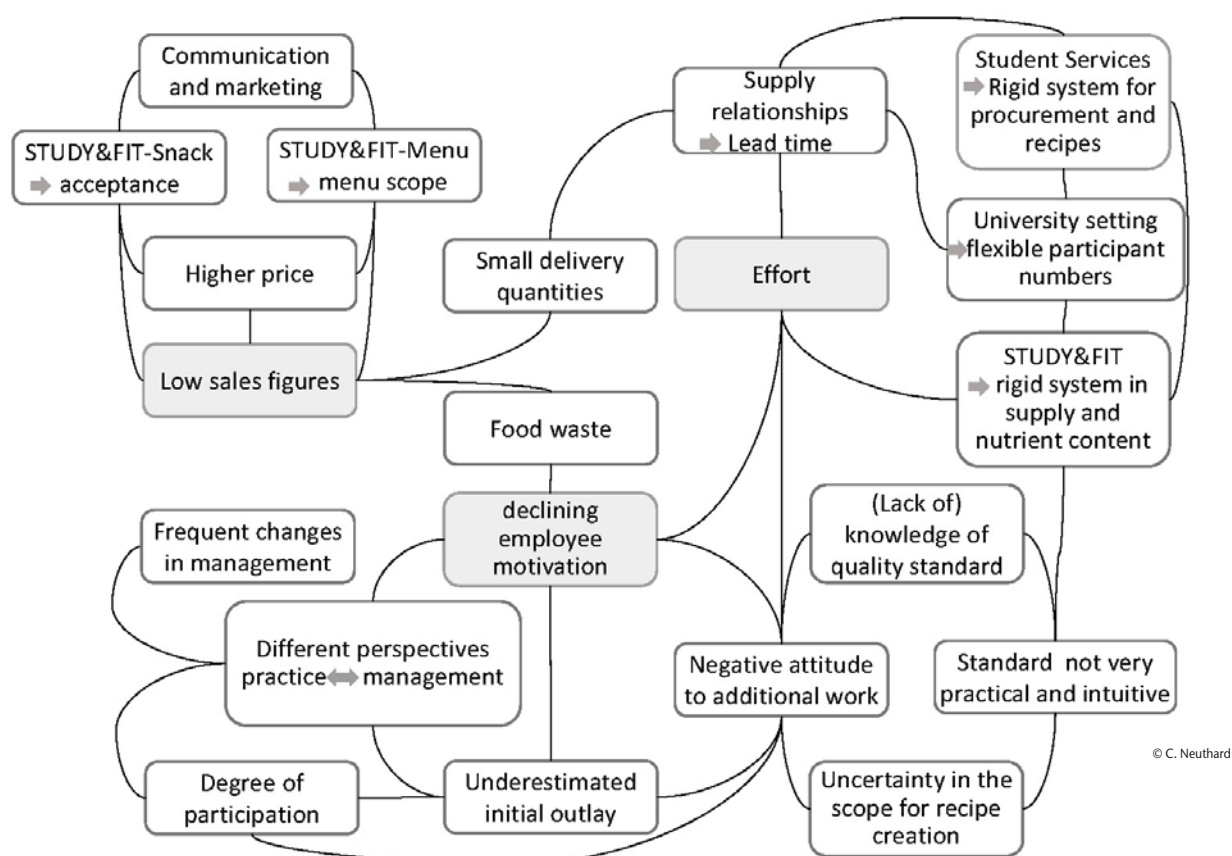 Communication
and marketing
STUDY&FIT-Snack
acceptance
STUDY&FIT-Menu
menu scope
Higher price
Low sales figures
Supply
relationships
Lead time
Small delivery
quantities
Effort
Student Services
Rigid system for
procurement and
recipes
University setting
flexible participant
numbers
STUDY&FIT
rigid system in
supply and
nutrient content
Food waste
declining
employee
motivation
Frequent changes
in management
Different perspectives
practice management
Degree of
participation
Underestimated
initial outlay
Negative attitude
to additional work
(Lack of)
knowledge of
quality standard
Standard not very
practical and intuitive
Uncertainty in the
scope for recipe
creation
© C. Neuthard